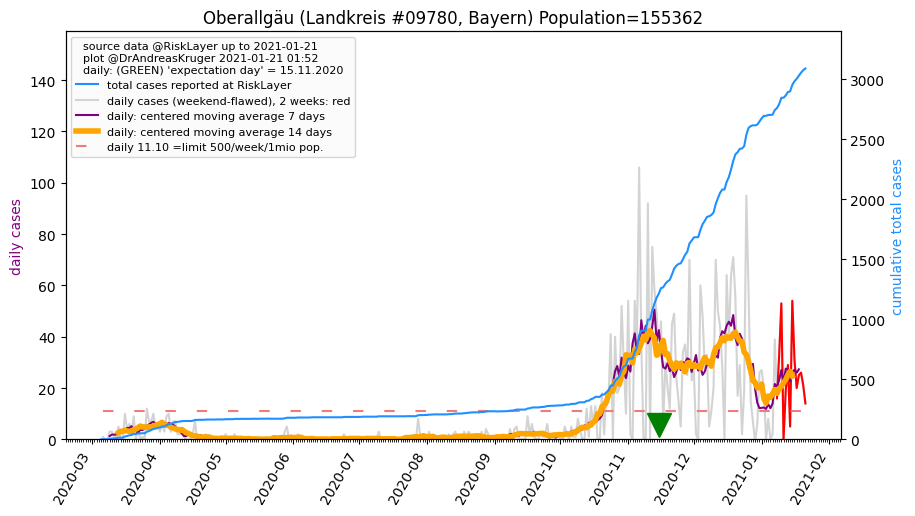 Oberallgäu (Landkreis #09780, Bayern) Population=155362
source data @RiskLayer up to 2021-01-21
plot @DrAndreasKruger 2021-01-21 01:52
daily: (GREEN) 'expectation day' = 15.11.2020
total cases reported at RiskLayer
daily cases (weekend-flawed), 2 weeks: red
daily: centered moving average 7 days
daily: centered moving average 14 days
daily 11.10 =limit 500/week/1mio pop.
daily cases
140
120
100
80
60
40
20
0
cumulative total cases
3000
2500
2000
1500
1000
500
0
2020-03
2020-04
2020-05
2020-06
2020-07
2020-08
2020-09
2020-10
2020-11
2020-12
2021-01
2021-02